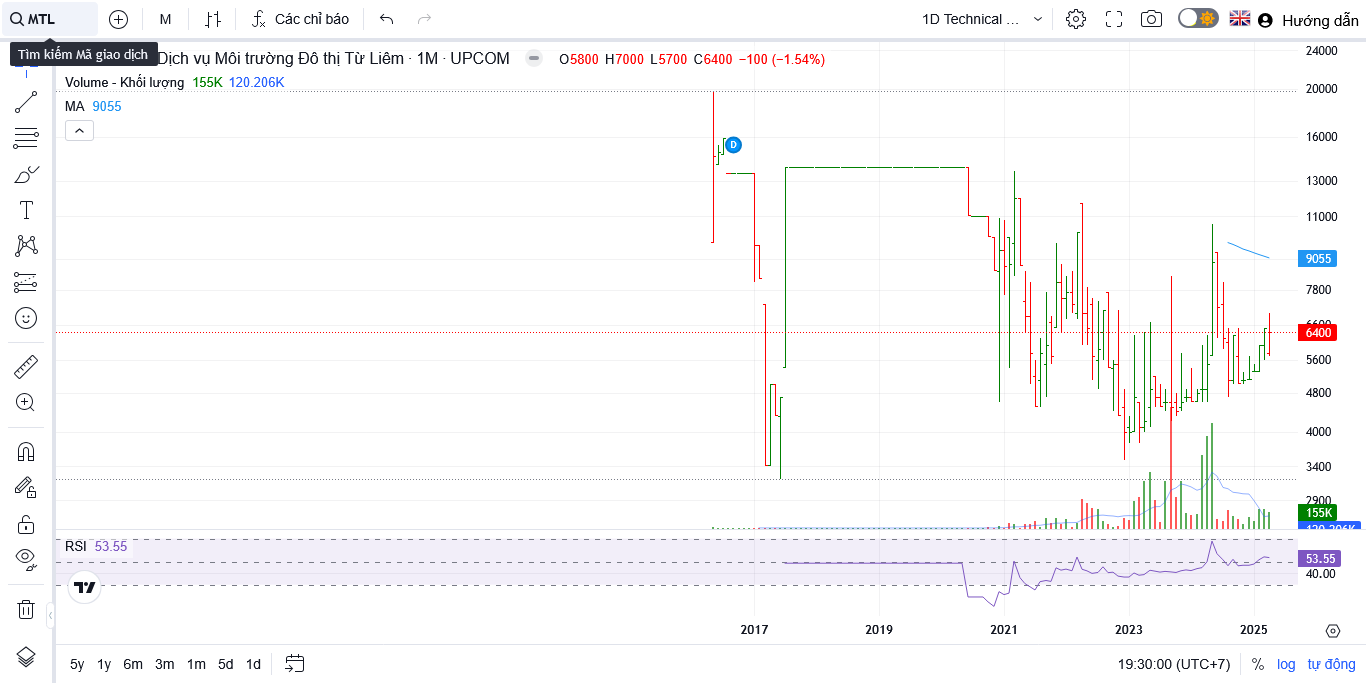 MTL
M
Các chỉ báo
1D Technical ...
Hướng dẫn
Tìm kiếm Mã giao dịch
Dịch vụ Môi trường Đô thị Từ Liêm · 1M · UPCOM
O5800 H7000 L5700 C6400 −100 (−1.54%)
Volume - Khối lượng 155K 120.206K
MA 9055
D
24000
20000
16000
13000
11000
9055
7800
6600
6400
5600
4800
4000
3400
2900
155K
120.206K
RSI 53.55
53.55
40.00
2017 2019 2021 2023 2025
5y 1y 6m 3m 1m 5d 1d
19:30:00 (UTC+7) % log tự động